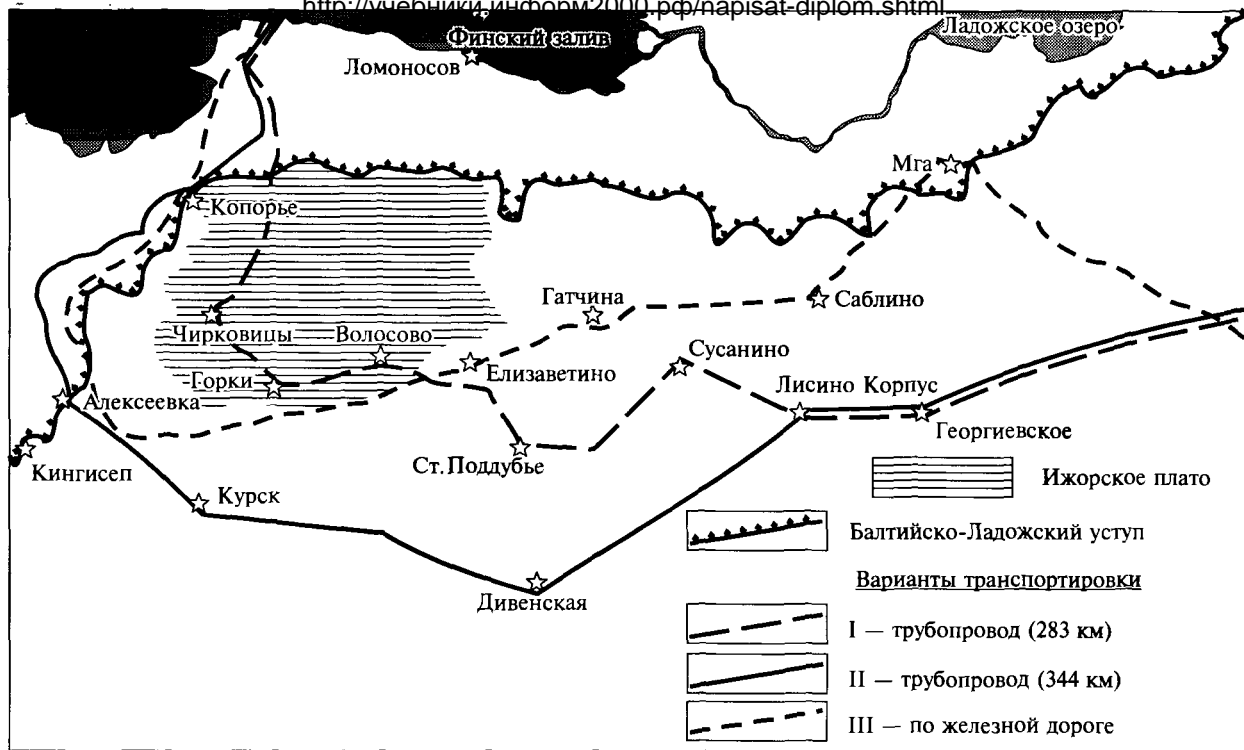 http://учебники.информ2000.рф/napisat-diplom.shtml
Финский залив
Ладожское озеро
Ломоносов
Мга
Копорье
Гатчина
Саблино
Чирковицы
Волосово
Сусанино
Горки
Елизаветино
Лисино Корпус
Алексеевка
Георгиевское
Ст.Поддубье
Кингисеп
Курск
Ижорское плато
Балтийско-Ладожский уступ
Варианты транспортировки
Дивенская
I — трубопровод (283 км)
II — трубопровод (344 км)
III — по железной дороге